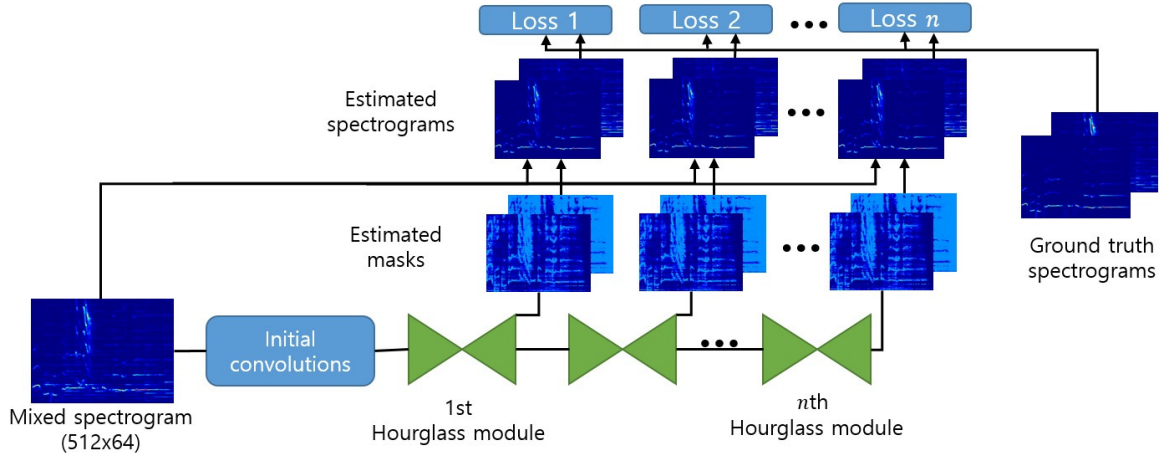 Loss 1
Loss 2
Loss n
Estimated
spectrograms
Estimated
masks
Ground truth
spectrograms
Initial
convolutions
Mixed spectrogram
(512x64)
1st
Hourglass module
nth
Hourglass module